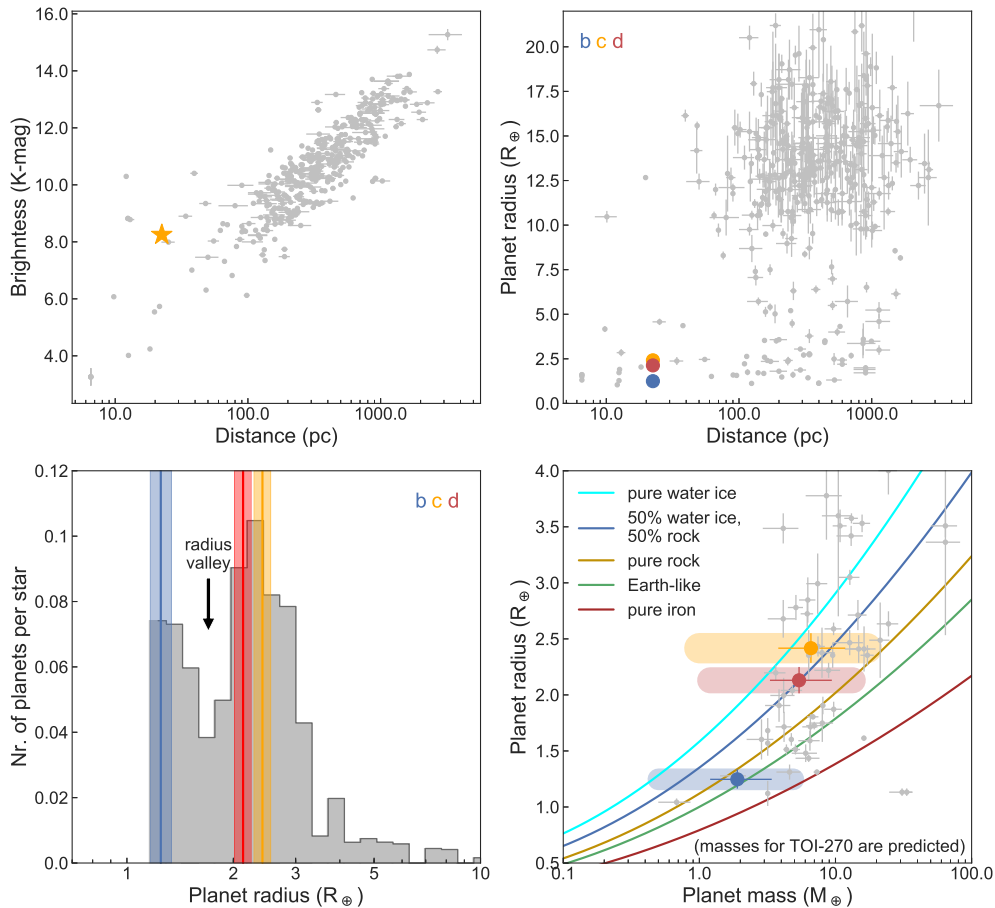 16.0
14.0
12.0
10.0
8.0
6.0
4.0
Brighntess (K-mag)
10.0 100.0 1000.0
Distance (pc)
b c d
20.0
17.5
15.0
12.5
10.0
7.5
5.0
2.5
0.0
Planet radius (R⊕)
10.0 100.0 1000.0
Distance (pc)
b c d
radius
valley
0.12
0.10
0.08
0.06
0.04
0.02
0.0
Nr. of planets per star
1 2 3 5 10
Planet radius (R⊕)
pure water ice
50% water ice,
50% rock
pure rock
Earth-like
pure iron
4.0
3.5
3.0
2.5
2.0
1.5
1.0
0.5
Planet radius (R⊕)
(masses for TOI-270 are predicted)
0.1 1.0 10.0 100.0
Planet mass (M⊕)